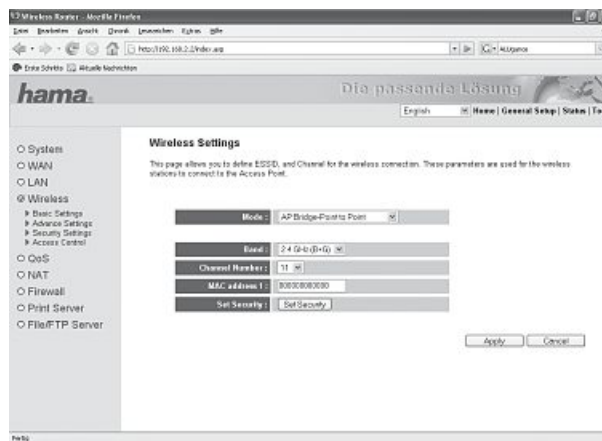 Wireless Router - Mozilla Firefox
Datei Bearbeiten Ansicht Chronik Lesezeichen Extras Hilfe
http://192.168.2.2/index.asp
Erste Schritte Aktuelle Nachrichten
hama.
Die passende Lösung
English Home | General Setup | Status | To
System
WAN
LAN
Wireless
Basic Settings
Advance Settings
Security Settings
Access Control
QoS
NAT
Firewall
Print Server
File/FTP Server
Wireless Settings
This page allows you to define ESSID, and Channel for the wireless connection. These parameters are used for the wireless
stations to connect to the Access Point.
Mode : AP Bridge-Point to Point
Band : 2.4 GHz (B+G)
Channel Number : 11
MAC address 1 : 000000000000
Set Security : Set Security
Apply Cancel
Fertig